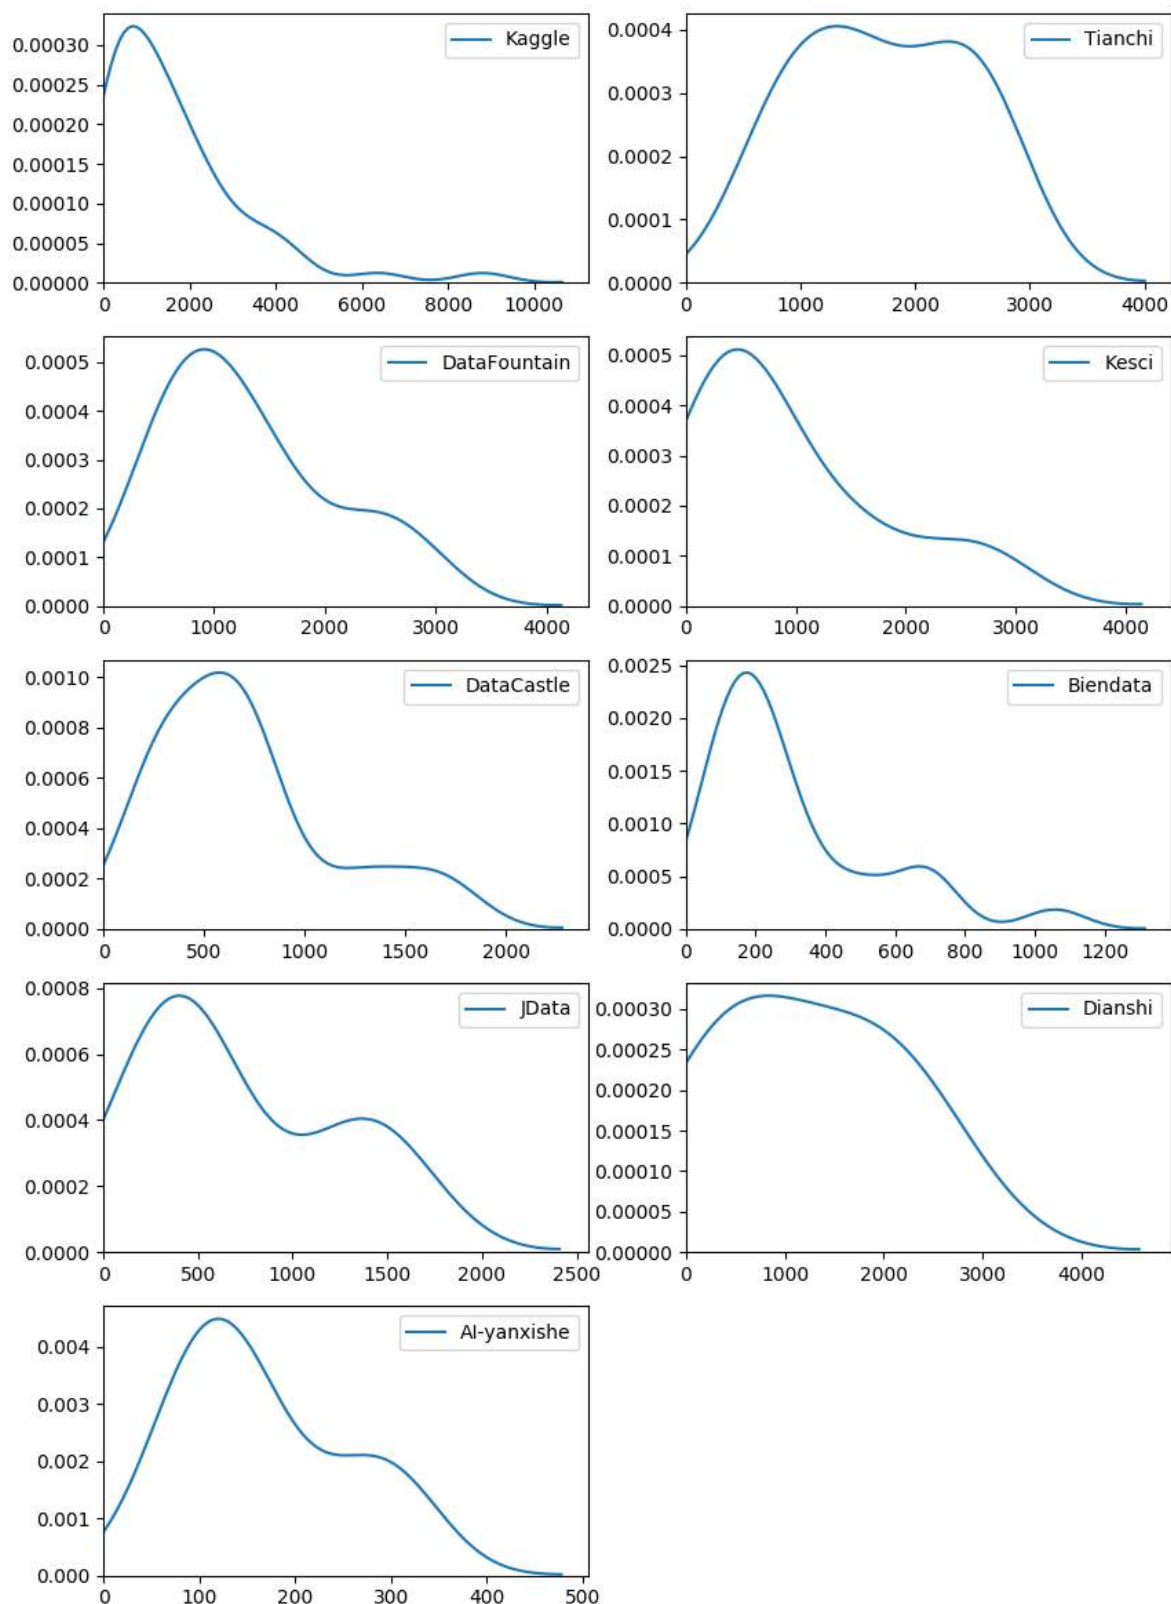 Kaggle
0.00030
0.00025
0.00020
0.00015
0.00010
0.00005
0.00000
0 2000 4000 6000 8000 10000
Tianchi
0.0004
0.0003
0.0002
0.0001
0.0000
0 1000 2000 3000 4000
DataFountain
0.0005
0.0004
0.0003
0.0002
0.0001
0.0000
0 1000 2000 3000 4000
Kesci
0.0005
0.0004
0.0003
0.0002
0.0001
0.0000
0 1000 2000 3000 4000
DataCastle
0.0010
0.0008
0.0006
0.0004
0.0002
0.0000
0 500 1000 1500 2000
Biendata
0.0025
0.0020
0.0015
0.0010
0.0005
0.0000
0 200 400 600 800 1000 1200
JData
0.0008
0.0006
0.0004
0.0002
0.0000
0 500 1000 1500 2000 2500
Dianshi
0.00030
0.00025
0.00020
0.00015
0.00010
0.00005
0.00000
0 1000 2000 3000 4000
AI-yanxishe
0.004
0.003
0.002
0.001
0.000
0 100 200 300 400 500